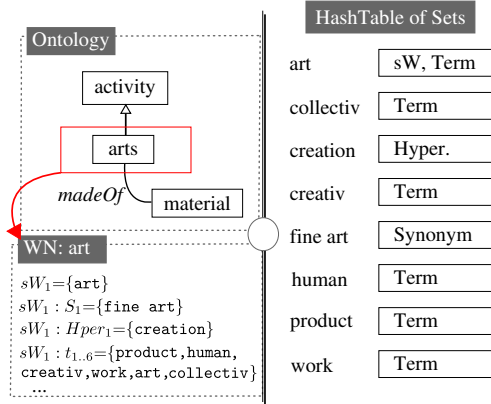 Ontology
activity
arts
madeOf
material
WN: art
sW₁={art}
sW₁ : S₁={fine art}
sW₁ : Hper₁={creation}
sW₁ : t₁..₆={product,human,
creativ,work,art,collectiv}
...
HashTable of Sets
art sW, Term
collectiv Term
creation Hyper.
creativ Term
fine art Synonym
human Term
product Term
work Term